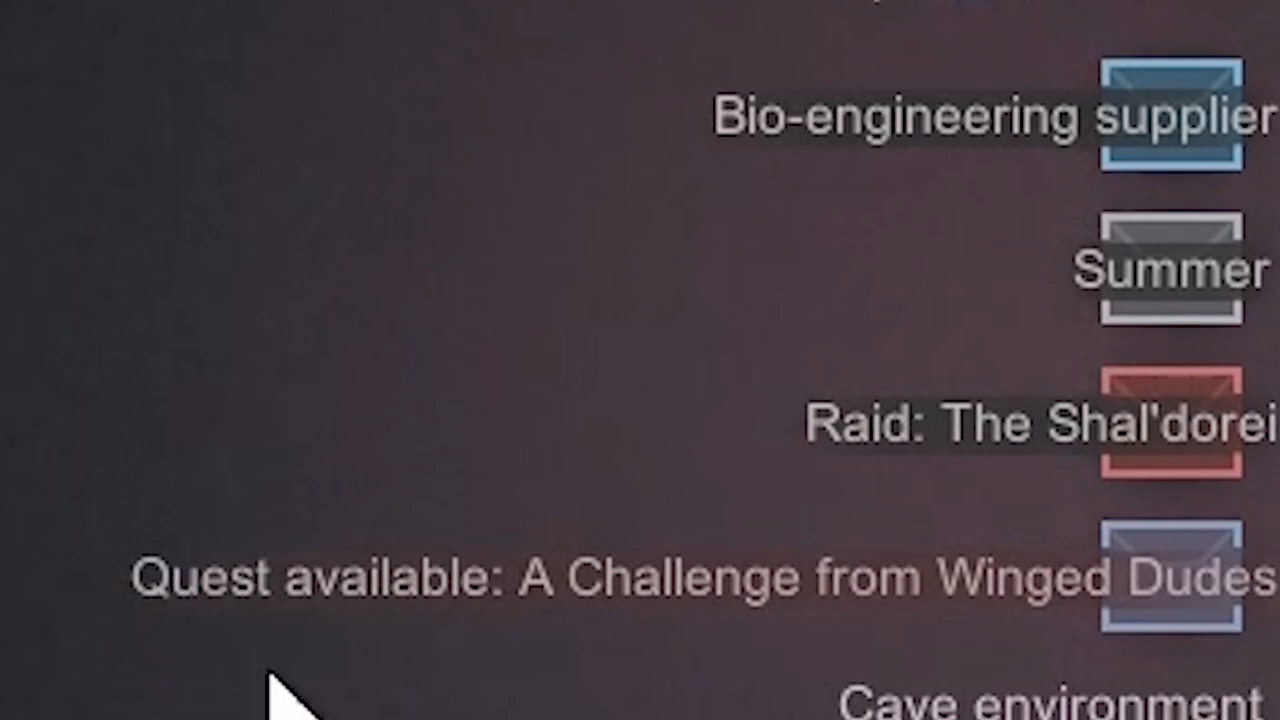 Bio-engineering supplier
Summer
Raid: The Shal'dorei
Quest available: A Challenge from Winged Dudes
Cave environment